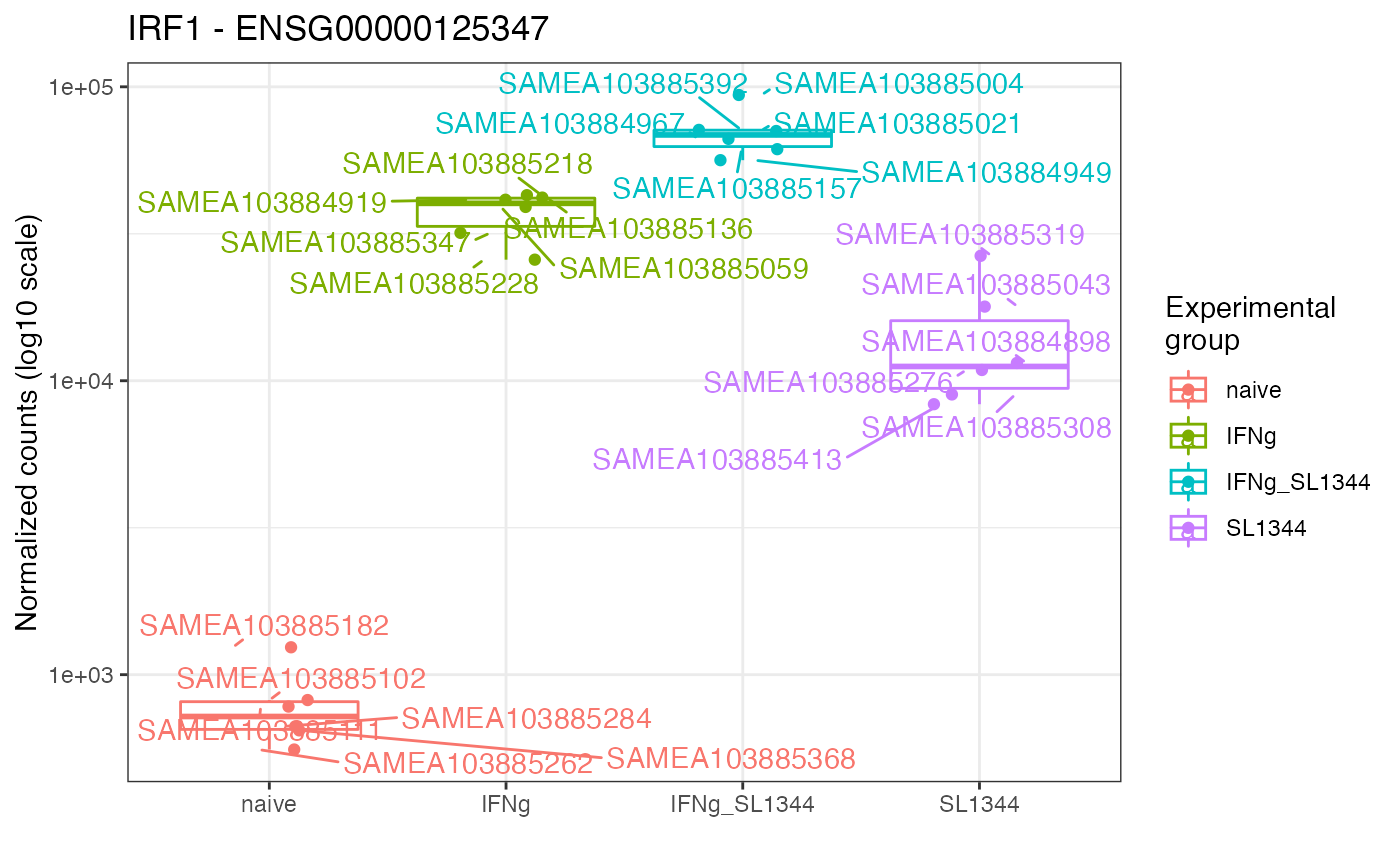 IRF1 - ENSG00000125347
Normalized counts (log10 scale)
1e+05
1e+04
1e+03
SAMEA103885392
SAMEA103885004
SAMEA103884967
SAMEA103885021
SAMEA103885218
SAMEA103884949
SAMEA103885157
SAMEA103884919
SAMEA103885136
SAMEA103885347
SAMEA103885059
SAMEA103885228
SAMEA103885319
SAMEA103885043
SAMEA103884898
SAMEA103885276
SAMEA103885308
SAMEA103885413
SAMEA103885182
SAMEA103885102
SAMEA103885284
SAMEA103885111
SAMEA103885368
SAMEA103885262
naive
IFNg
IFNg_SL1344
SL1344
Experimental
group
naive
IFNg
IFNg_SL1344
SL1344